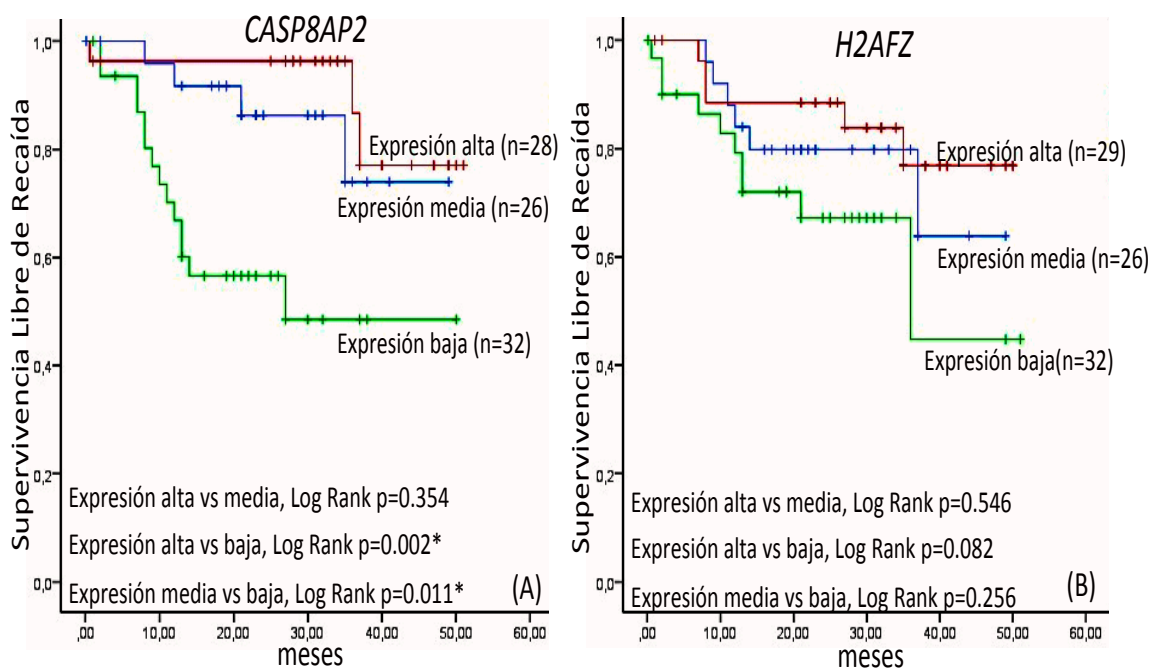 CASP8AP2
Supervivencia Libre de Recaída
1,0
0,8
0,6
0,4
0,2
0,0
Expresión alta (n=28)
Expresión media (n=26)
Expresión baja (n=32)
Expresión alta vs media, Log Rank p=0.354
Expresión alta vs baja, Log Rank p=0.002*
Expresión media vs baja, Log Rank p=0.011*
(A)
,00 10,00 20,00 30,00 40,00 50,00 60,00
meses
H2AFZ
Supervivencia Libre de Recaída
1,0
0,8
0,6
0,4
0,2
0,0
Expresión alta (n=29)
Expresión media (n=26)
Expresión baja(n=32)
Expresión alta vs media, Log Rank p=0.546
Expresión alta vs baja, Log Rank p=0.082
Expresión media vs baja, Log Rank p=0.256
(B)
,00 10,00 20,00 30,00 40,00 50,00 60,00
meses